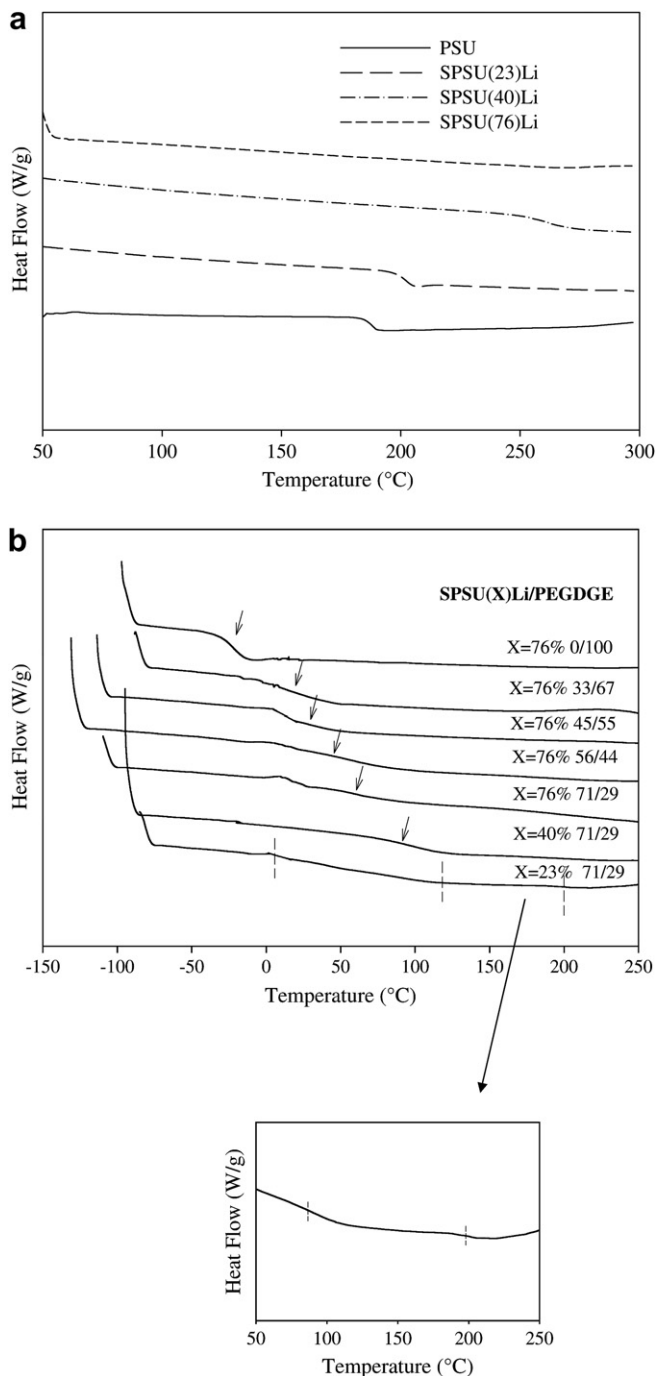 a
PSU
SPSU(23)Li
SPSU(40)Li
SPSU(76)Li
Heat Flow (W/g)
50 100 150 200 250 300
Temperature (°C)
b
SPSU(X)Li/PEGDGE
X=76% 0/100
X=76% 33/67
X=76% 45/55
X=76% 56/44
X=76% 71/29
X=40% 71/29
X=23% 71/29
Heat Flow (W/g)
-150 -100 -50 0 50 100 150 200 250
Temperature (°C)
Heat Flow (W/g)
50 100 150 200 250
Temperature (°C)